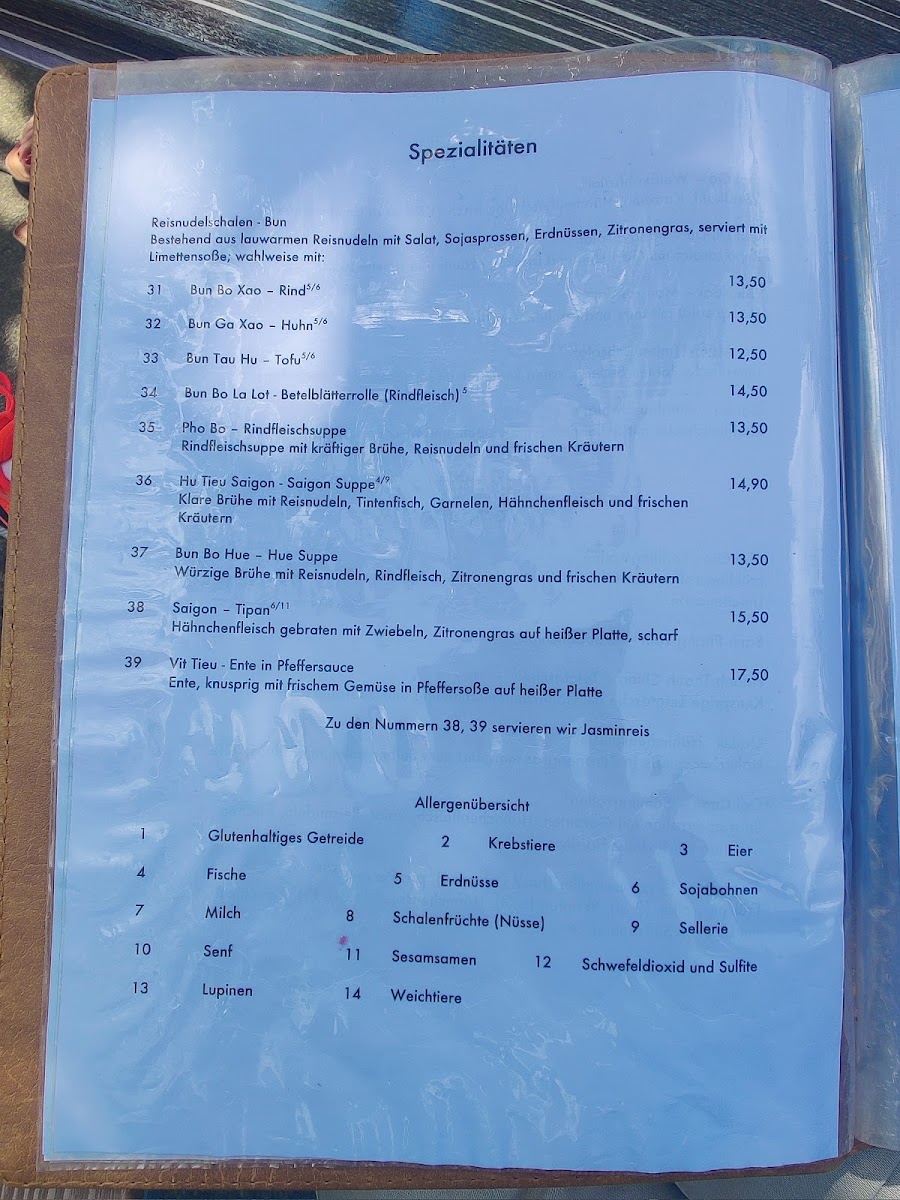 Spezialitäten
Reisnudelschalen - Bun
Bestehend aus lauwarmen Reisnudeln mit Salat, Sojasprossen, Erdnüssen, Zitronengras, serviert mit
Limettensoße; wahlweise mit:
31 Bun Bo Xao – Rind⁵/⁶ 13,50
32 Bun Ga Xao – Huhn⁵/⁶ 13,50
33 Bun Tau Hu – Tofu⁵/⁶ 12,50
34 Bun Bo La Lot - Betelblätterrolle (Rindfleisch) ⁵ 14,50
35 Pho Bo – Rindfleischsuppe 13,50
Rindfleischsuppe mit kräftiger Brühe, Reisnudeln und frischen Kräutern
36 Hu Tieu Saigon - Saigon Suppe⁴/⁹ 14,90
Klare Brühe mit Reisnudeln, Tintenfisch, Garnelen, Hähnchenfleisch und frischen
Kräutern
37 Bun Bo Hue – Hue Suppe 13,50
Würzige Brühe mit Reisnudeln, Rindfleisch, Zitronengras und frischen Kräutern
38 Saigon – Tipan⁶/¹¹ 15,50
Hähnchenfleisch gebraten mit Zwiebeln, Zitronengras auf heißer Platte, scharf
39 Vit Tieu - Ente in Pfeffersauce 17,50
Ente, knusprig mit frischem Gemüse in Pfeffersoße auf heißer Platte
Zu den Nummern 38, 39 servieren wir Jasminreis
Allergenübersicht
1 Glutenhaltiges Getreide 2 Krebstiere 3 Eier
4 Fische 5 Erdnüsse 6 Sojabohnen
7 Milch 8 Schalenfrüchte (Nüsse) 9 Sellerie
10 Senf 11 Sesamsamen 12 Schwefeldioxid und Sulfite
13 Lupinen 14 Weichtiere